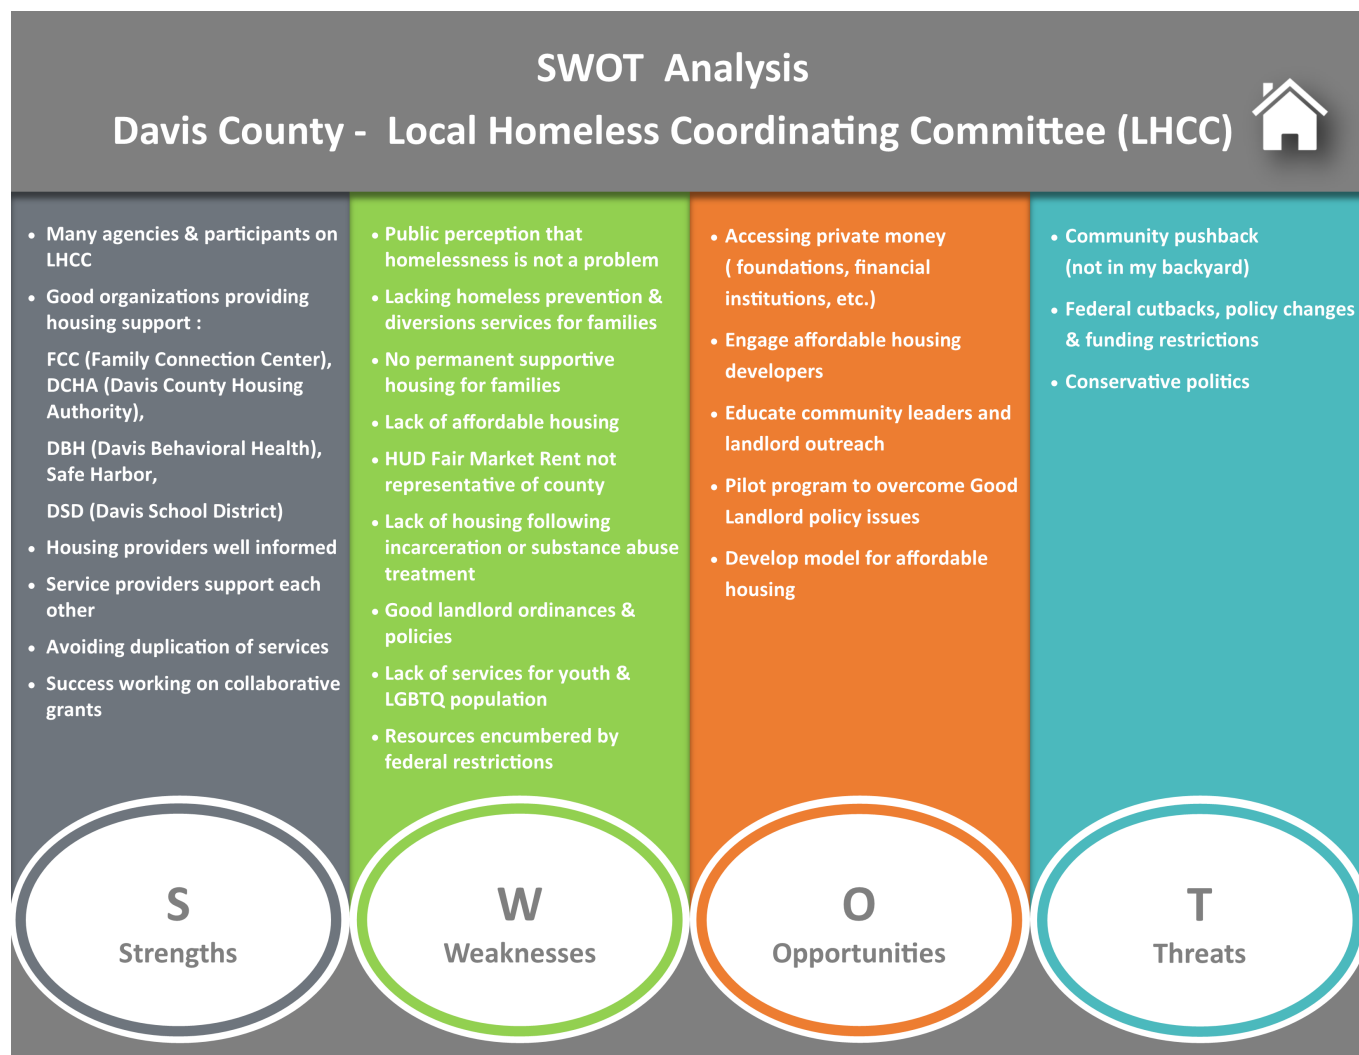 SWOT Analysis
Davis County - Local Homeless Coordinating Committee (LHCC)
• Many agencies & participants on
LHCC
• Good organizations providing
housing support :
FCC (Family Connection Center),
DCHA (Davis County Housing
Authority),
DBH (Davis Behavioral Health),
Safe Harbor,
DSD (Davis School District)
• Housing providers well informed
• Service providers support each
other
• Avoiding duplication of services
• Success working on collaborative
grants
S
Strengths
• Public perception that
homelessness is not a problem
• Lacking homeless prevention &
diversions services for families
• No permanent supportive
housing for families
• Lack of affordable housing
• HUD Fair Market Rent not
representative of county
• Lack of housing following
incarceration or substance abuse
treatment
• Good landlord ordinances &
policies
• Lack of services for youth &
LGBTQ population
• Resources encumbered by
federal restrictions
W
Weaknesses
• Accessing private money
( foundations, financial
institutions, etc.)
• Engage affordable housing
developers
• Educate community leaders and
landlord outreach
• Pilot program to overcome Good
Landlord policy issues
• Develop model for affordable
housing
O
Opportunities
• Community pushback
(not in my backyard)
• Federal cutbacks, policy changes
& funding restrictions
• Conservative politics
T
Threats